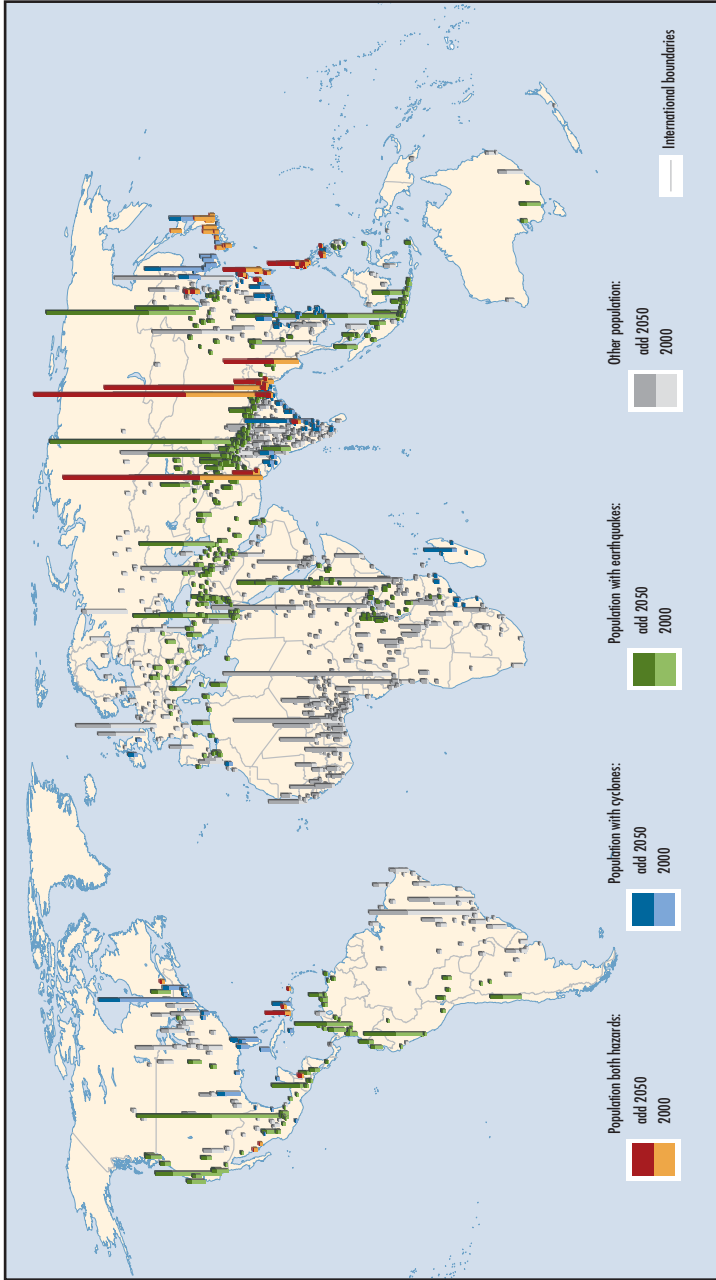 Population both hazards:
add 2050
2000
Population with cyclones:
add 2050
2000
Population with earthquakes:
add 2050
2000
Other population:
add 2050
2000
International boundaries